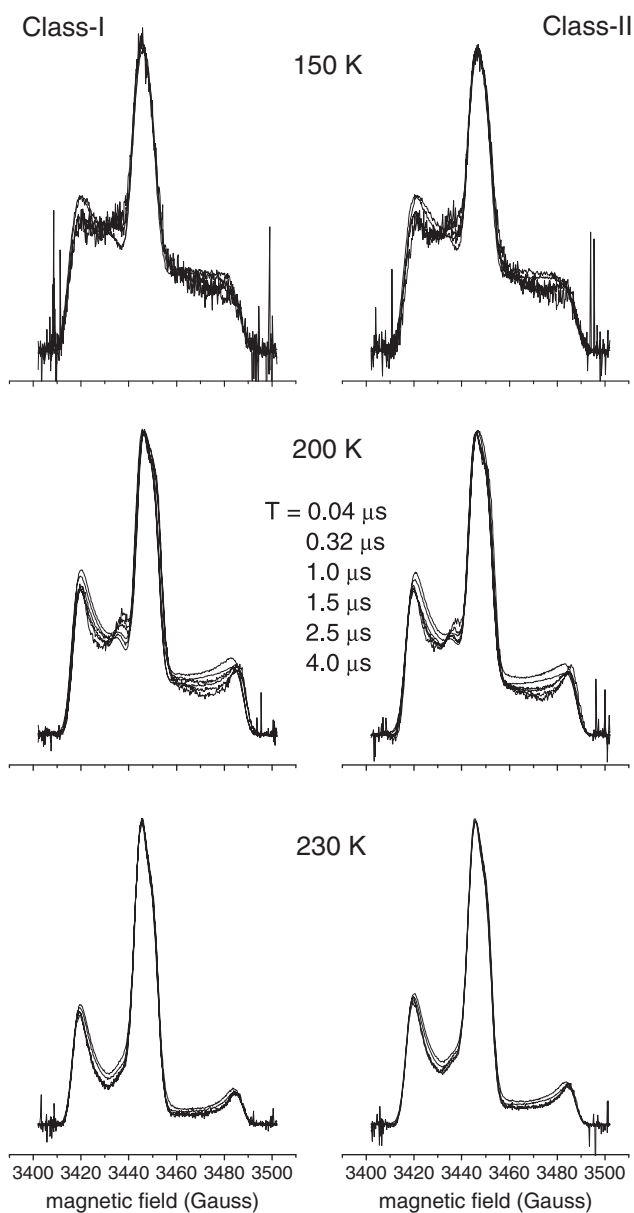 Class-I Class-II
150 K
200 K
T = 0.04 μs
0.32 μs
1.0 μs
1.5 μs
2.5 μs
4.0 μs
230 K
3400 3420 3440 3460 3480 3500 3400 3420 3440 3460 3480 3500
magnetic field (Gauss) magnetic field (Gauss)